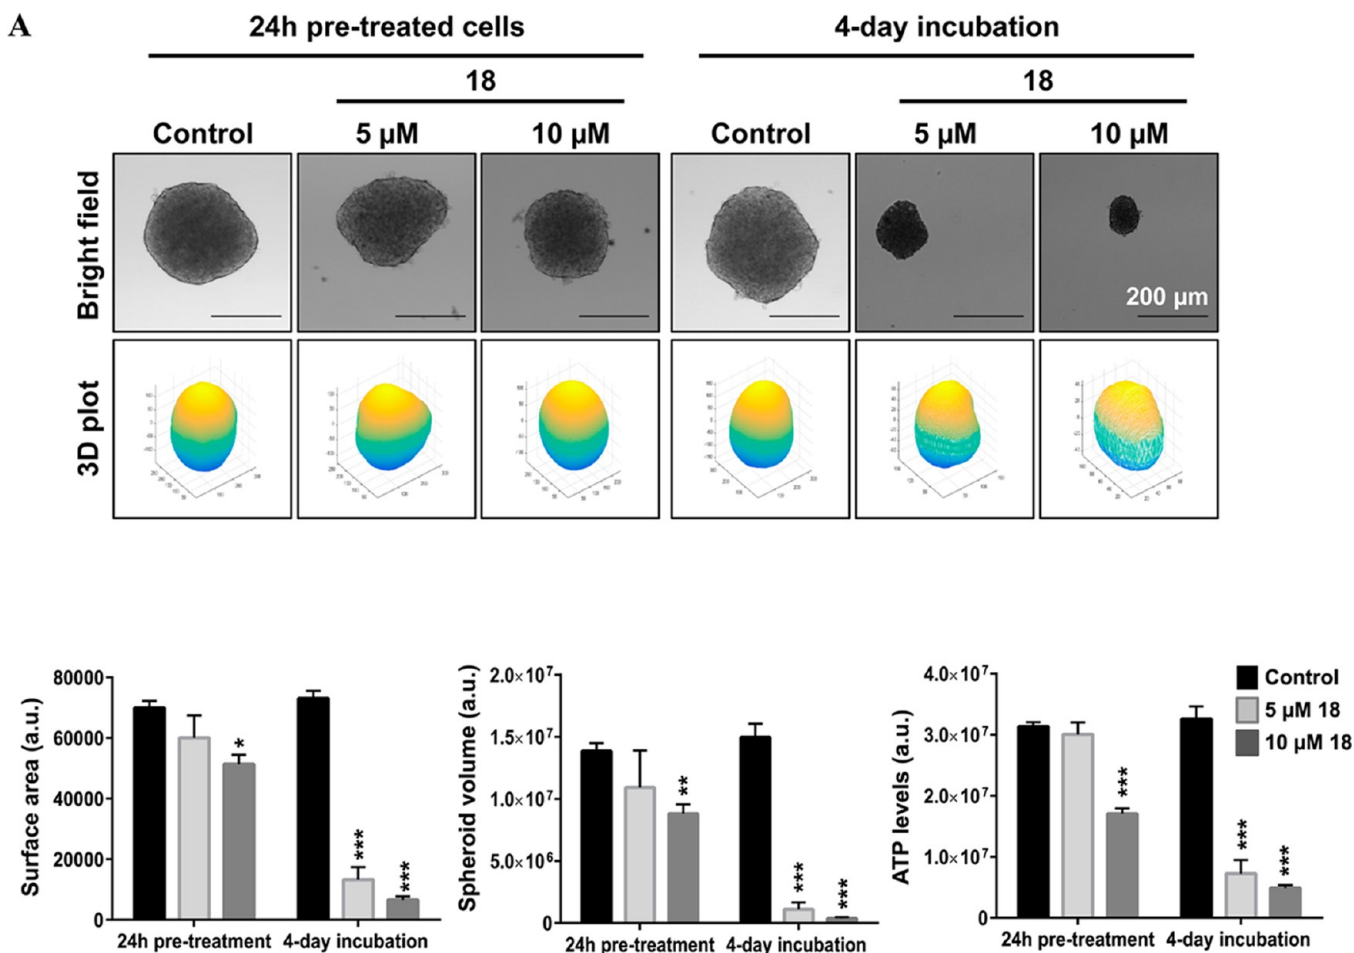 A
24h pre-treated cells 4-day incubation
18 18
Control 5 µM 10 µM Control 5 µM 10 µM
Bright field
200 µm
3D plot
Surface area (a.u.)
80000
60000
40000
20000
0
*
***
***
24h pre-treatment 4-day incubation
Spheroid volume (a.u.)
2.0×10⁷
1.5×10⁷
1.0×10⁷
5.0×10⁶
0
**
***
***
24h pre-treatment 4-day incubation
ATP levels (a.u.)
4.0×10⁷
3.0×10⁷
2.0×10⁷
1.0×10⁷
0
***
***
***
24h pre-treatment 4-day incubation
Control
5 µM 18
10 µM 18